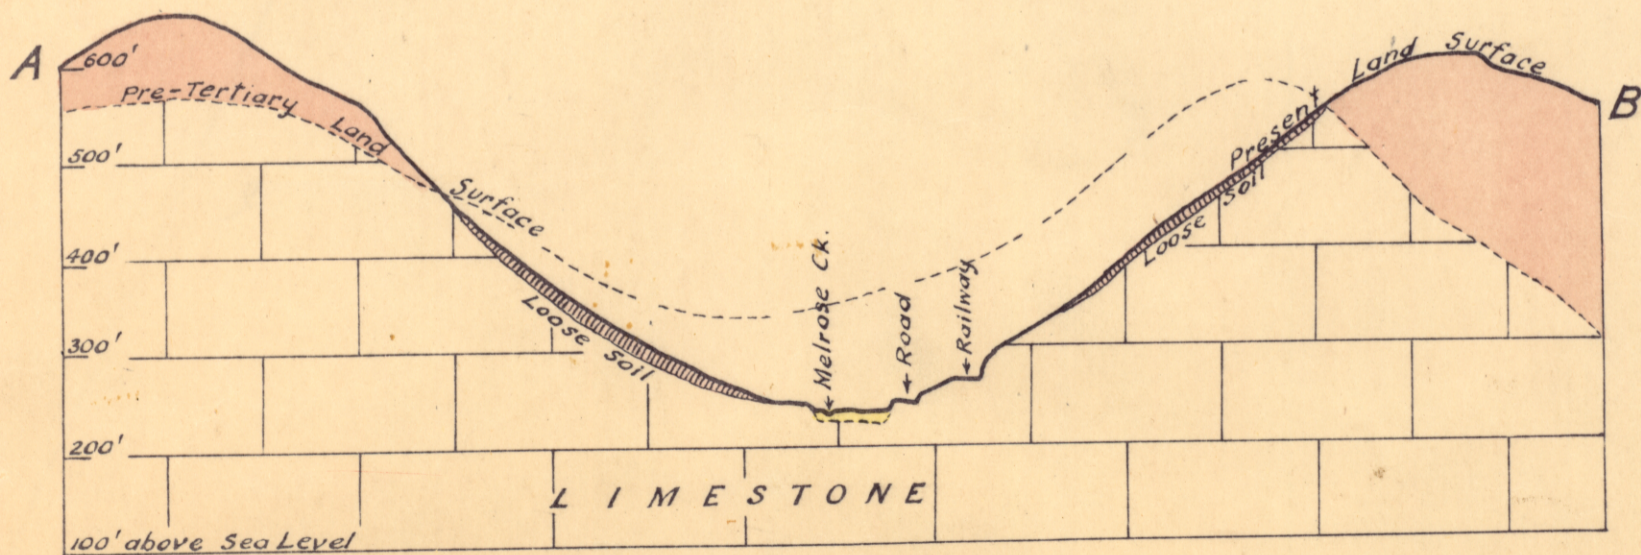 A
600'
Pre-Tertiary Land Surface
500'
400'
300'
200'
100' above Sea Level
Loose Soil
Melrose Ck.
Road
Railway
Loose Soil
Present Land Surface
B
LIMESTONE